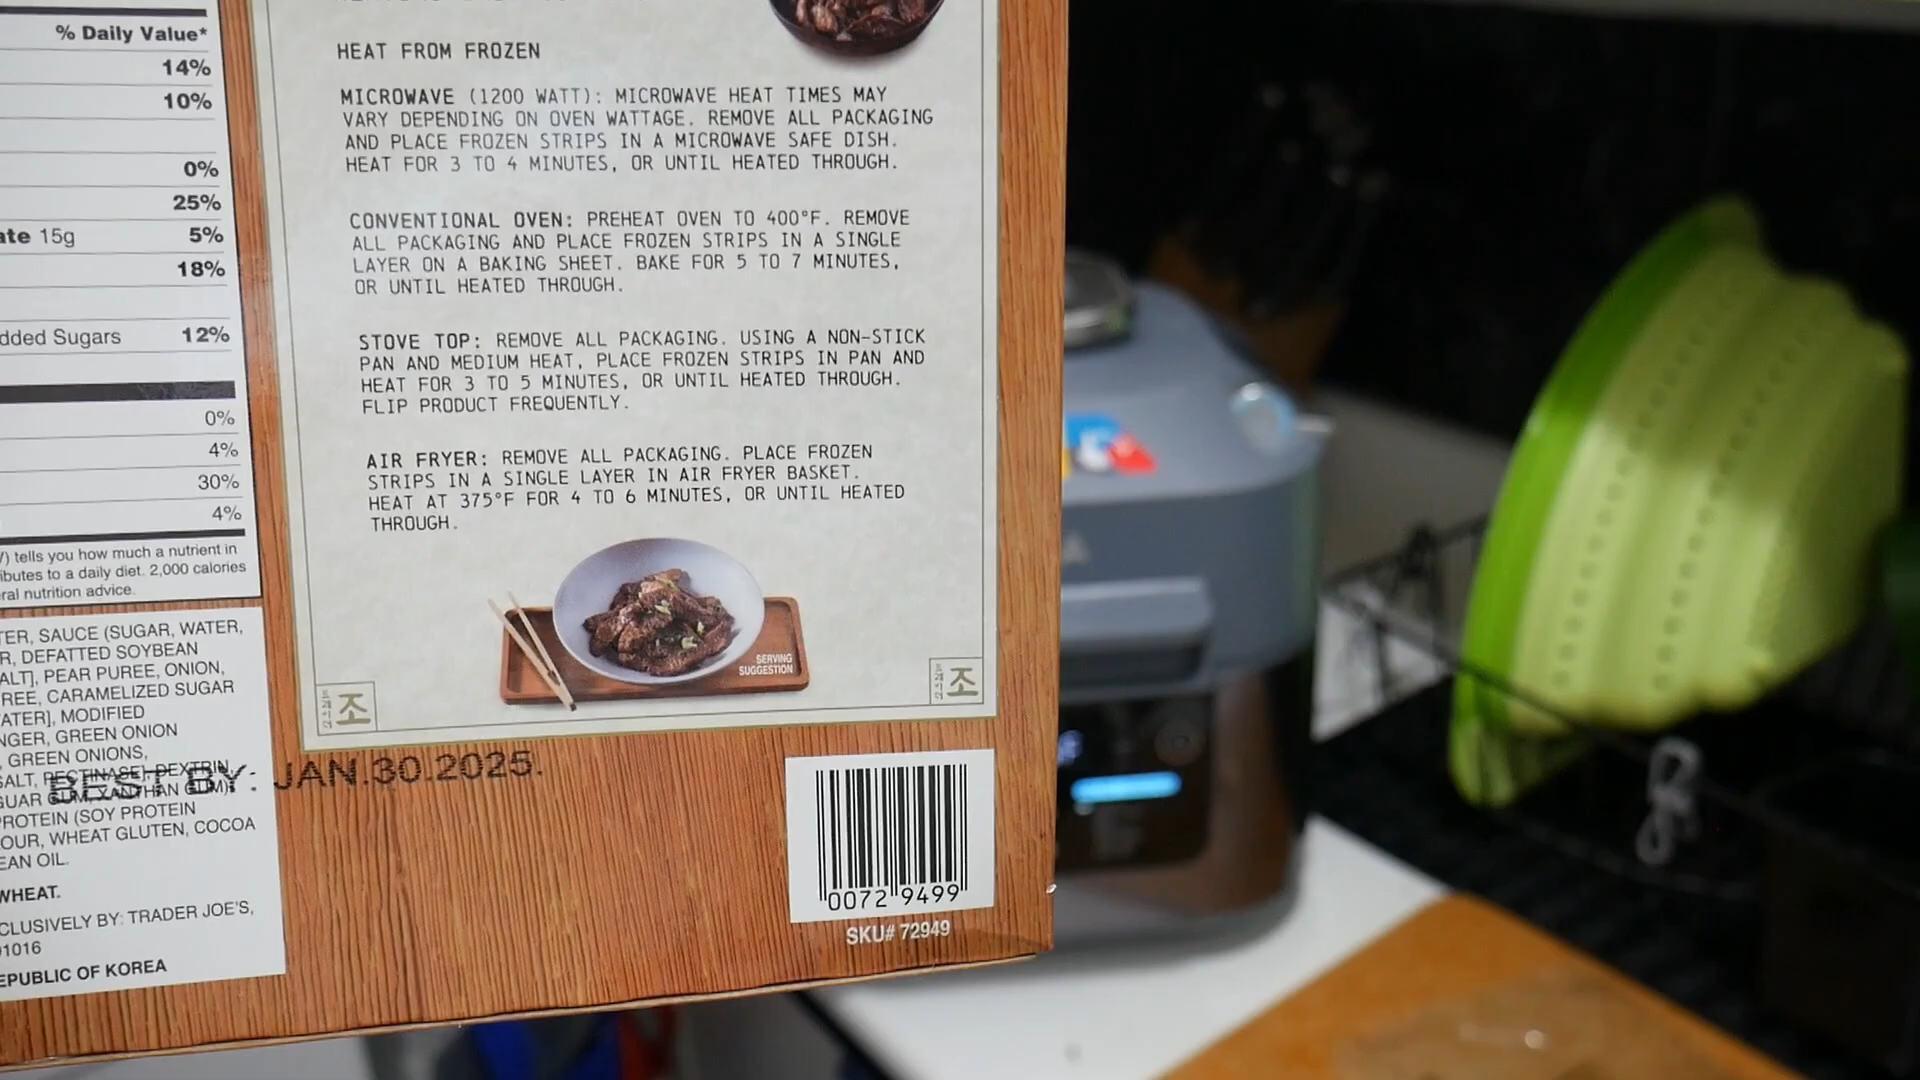 % Daily Value*
14%
10%
0%
25%
ate 15g 5%
18%
dded Sugars 12%
0%
4%
30%
4%
V) tells you how much a nutrient in
ibutes to a daily diet. 2,000 calories
eral nutrition advice.
TER, SAUCE (SUGAR, WATER,
R, DEFATTED SOYBEAN
ALT], PEAR PUREE, ONION,
REE, CARAMELIZED SUGAR
ATER], MODIFIED
NGER, GREEN ONION
, GREEN ONIONS,
SALT, PECTINASE], DEXTRIN,
GUAR GUM, XANTHAN GUM),
PROTEIN (SOY PROTEIN
OUR, WHEAT GLUTEN, COCOA
EAN OIL.
WHEAT.
CLUSIVELY BY: TRADER JOE'S,
91016
EPUBLIC OF KOREA
HEAT FROM FROZEN
MICROWAVE (1200 WATT): MICROWAVE HEAT TIMES MAY
VARY DEPENDING ON OVEN WATTAGE. REMOVE ALL PACKAGING
AND PLACE FROZEN STRIPS IN A MICROWAVE SAFE DISH.
HEAT FOR 3 TO 4 MINUTES, OR UNTIL HEATED THROUGH.
CONVENTIONAL OVEN: PREHEAT OVEN TO 400°F. REMOVE
ALL PACKAGING AND PLACE FROZEN STRIPS IN A SINGLE
LAYER ON A BAKING SHEET. BAKE FOR 5 TO 7 MINUTES,
OR UNTIL HEATED THROUGH.
STOVE TOP: REMOVE ALL PACKAGING. USING A NON-STICK
PAN AND MEDIUM HEAT, PLACE FROZEN STRIPS IN PAN AND
HEAT FOR 3 TO 5 MINUTES, OR UNTIL HEATED THROUGH.
FLIP PRODUCT FREQUENTLY.
AIR FRYER: REMOVE ALL PACKAGING. PLACE FROZEN
STRIPS IN A SINGLE LAYER IN AIR FRYER BASKET.
HEAT AT 375°F FOR 4 TO 6 MINUTES, OR UNTIL HEATED
THROUGH.
SERVING
SUGGESTION
조
조
BEST BY: JAN.30.2025.
0072 9499
SKU# 72949